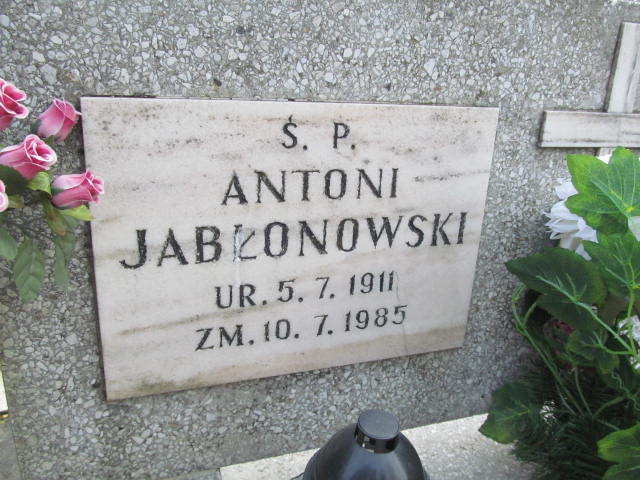 Ś. P.
ANTONI
JABŁONOWSKI
UR. 5. 7. 1911
ZM. 10. 7. 1985